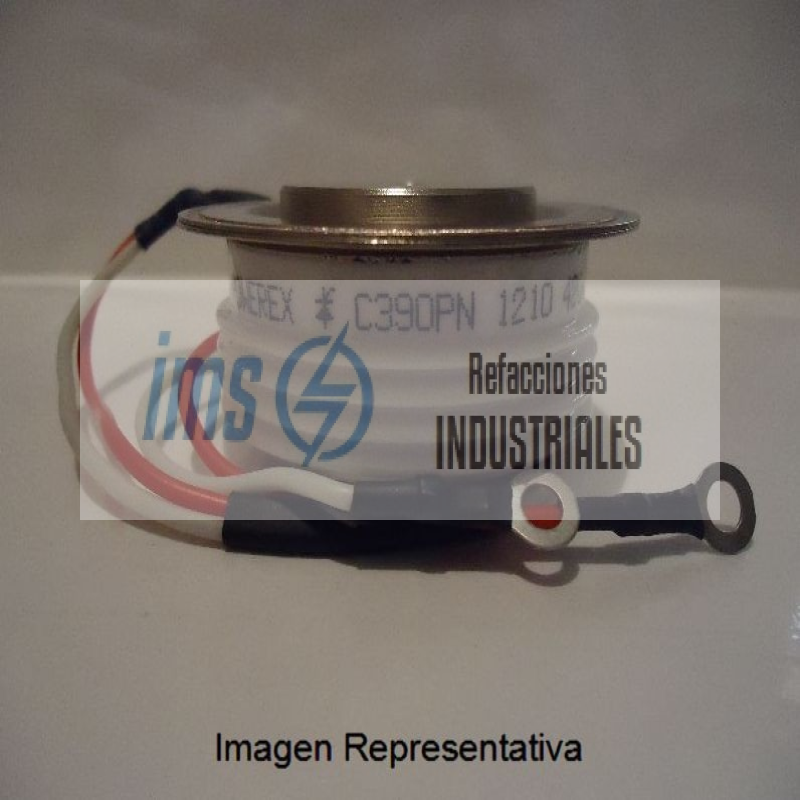 C390PN 1210
ims Refacciones
INDUSTRIALES
Imagen Representativa